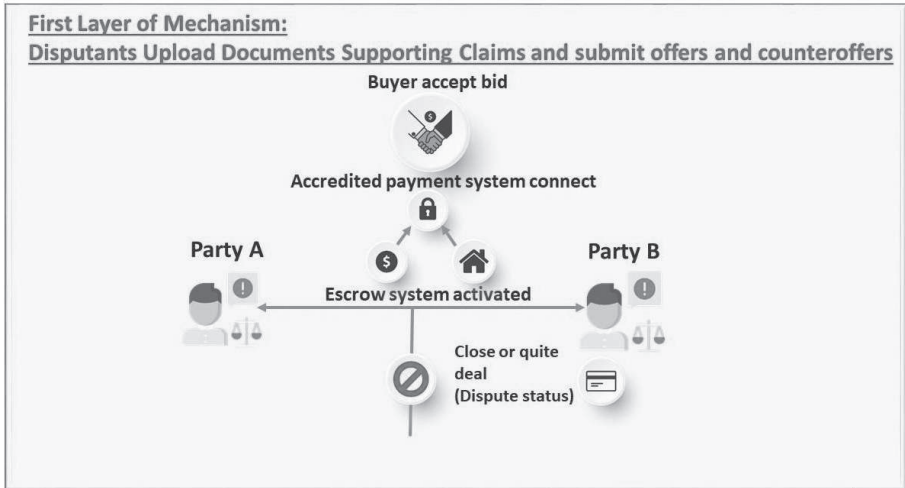 First Layer of Mechanism:
Disputants Upload Documents Supporting Claims and submit offers and counteroffers
Buyer accept bid
$
Accredited payment system connect
Party A
Party B
$
!
!
Escrow system activated
Close or quite
deal
(Dispute status)